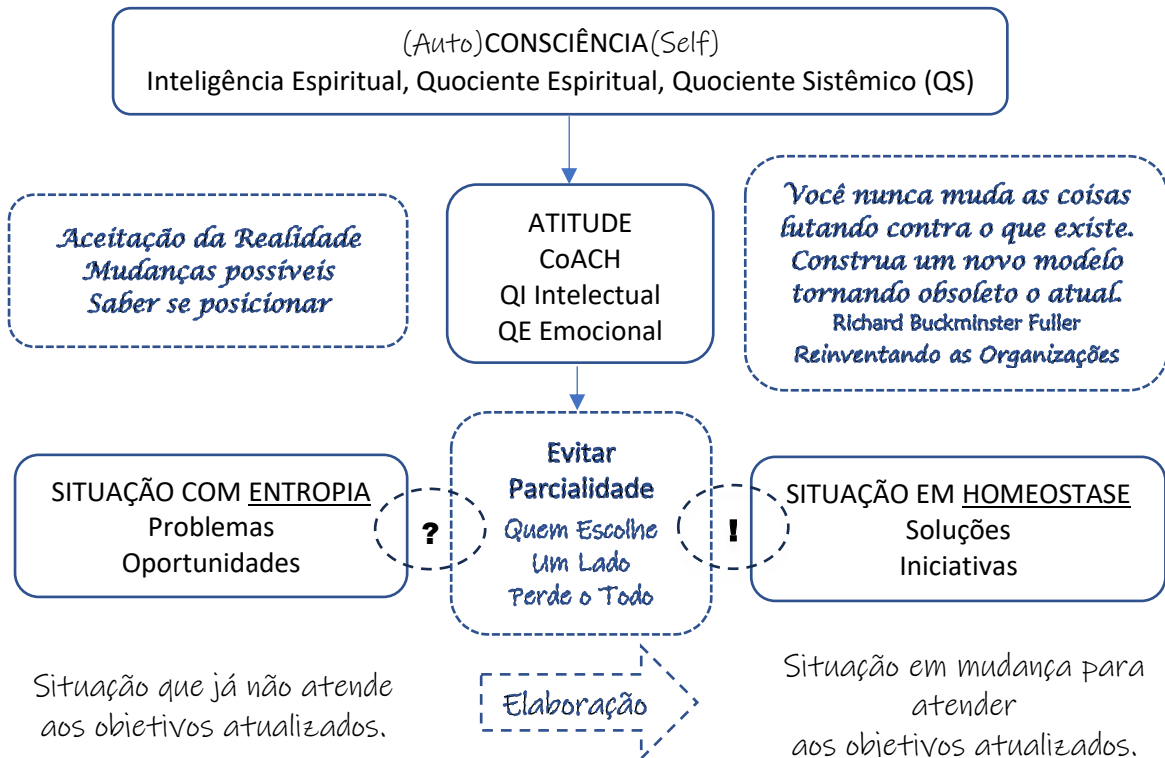 (Auto)CONSCIÊNCIA(Self)
Inteligência Espiritual, Quociente Espiritual, Quociente Sistêmico (QS)
Aceitação da Realidade
Mudanças possíveis
Saber se posicionar
ATITUDE
CoACH
QI Intelectual
QE Emocional
Você nunca muda as coisas
lutando contra o que existe.
Construa um novo modelo
tornando obsoleto o atual.
Richard Buckminster Fuller
Reinventando as Organizações
SITUAÇÃO COM ENTROPIA
Problemas
Oportunidades
?
Evitar
Parcialidade
Quem Escolhe
Um Lado
Perde o Todo
!
SITUAÇÃO EM HOMEOSTASE
Soluções
Iniciativas
Situação que já não atende
aos objetivos atualizados.
Elaboração
Situação em mudança para
atender
aos objetivos atualizados.